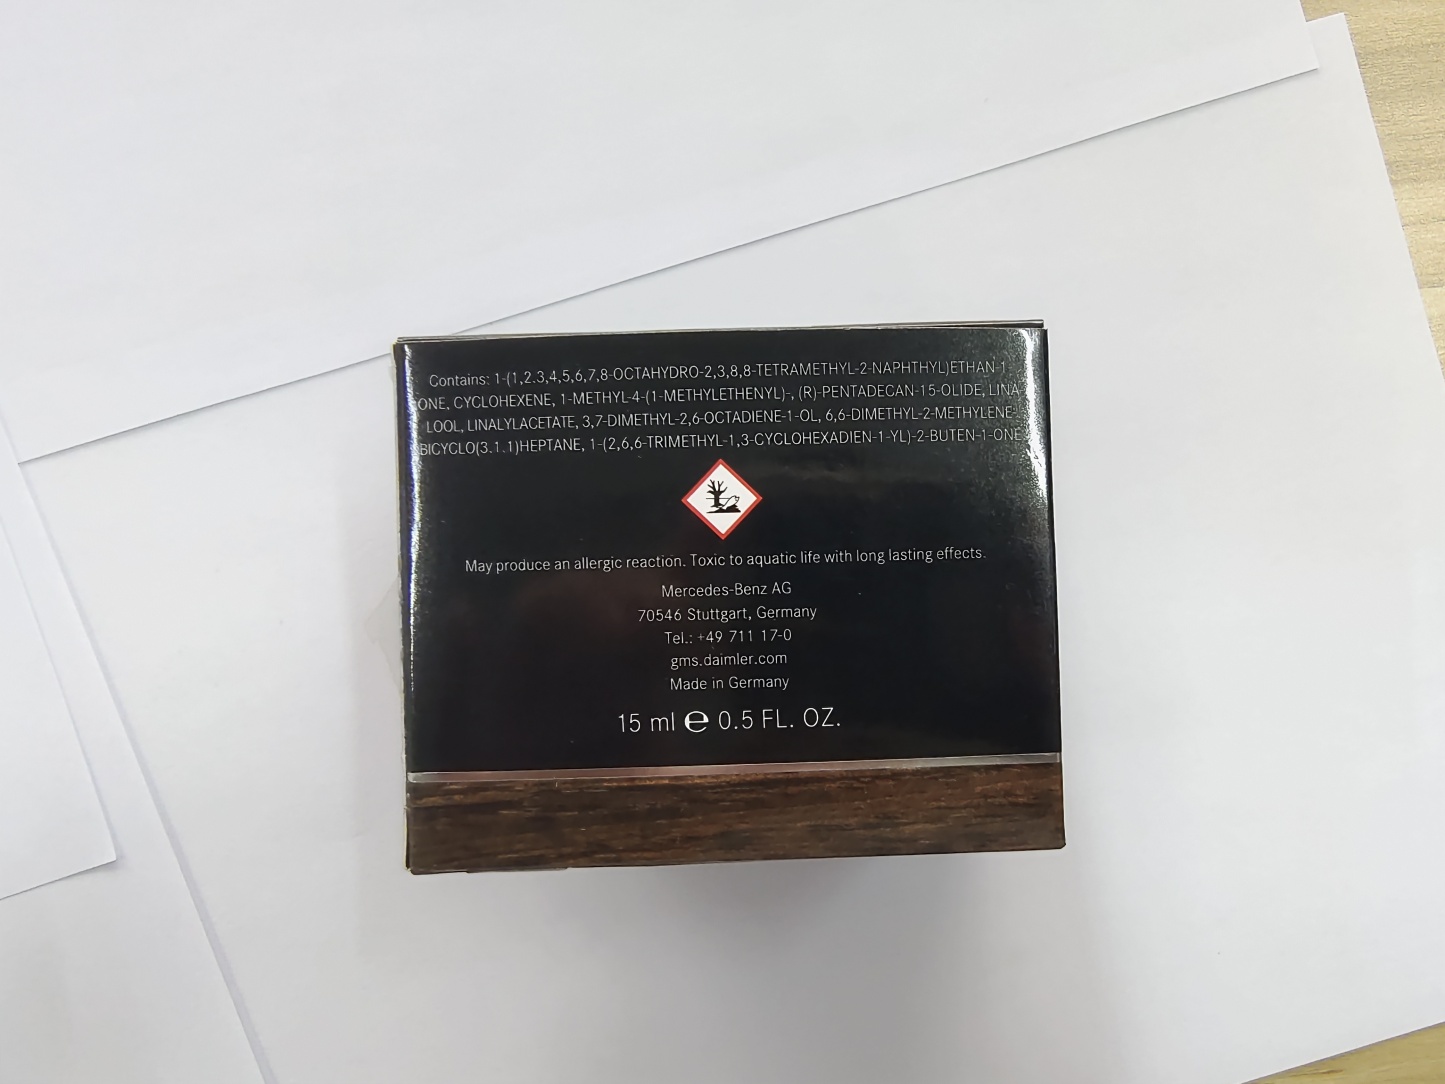 Contains: 1-(1,2.3,4,5,6,7,8-OCTAHYDRO-2,3,8,8-TETRAMETHYL-2-NAPHTHYL)ETHAN-1
ONE, CYCLOHEXENE, 1-METHYL-4-(1-METHYLETHENYL)-, (R)-PENTADECAN-15-OLIDE, LINA
LOOL, LINALYLACETATE, 3,7-DIMETHYL-2,6-OCTADIENE-1-OL, 6,6-DIMETHYL-2-METHYLENE-
BICYCLO(3.1.1)HEPTANE, 1-(2,6,6-TRIMETHYL-1,3-CYCLOHEXADIEN-1-YL)-2-BUTEN-1-ONE
May produce an allergic reaction. Toxic to aquatic life with long lasting effects.
Mercedes-Benz AG
70546 Stuttgart, Germany
Tel.: +49 711 17-0
gms.daimler.com
Made in Germany
15 ml ℮ 0.5 FL. OZ.